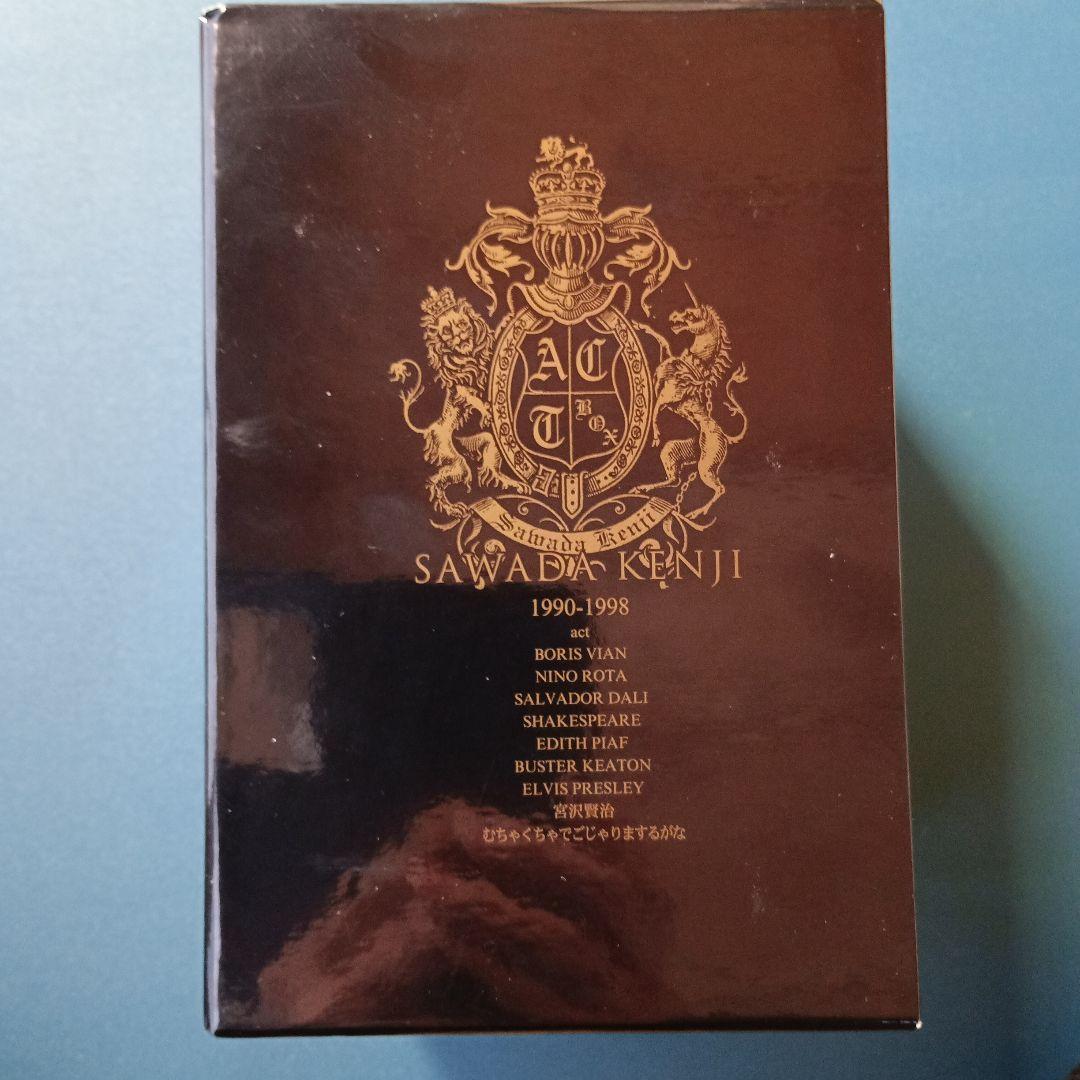 A C
T BOX
Sawada Kenji
SAWADA KENJI
1990-1998
act
BORIS VIAN
NINO ROTA
SALVADOR DALI
SHAKESPEARE
EDITH PIAF
BUSTER KEATON
ELVIS PRESLEY
宮沢賢治
むちゃくちゃでごじゃりまするがな